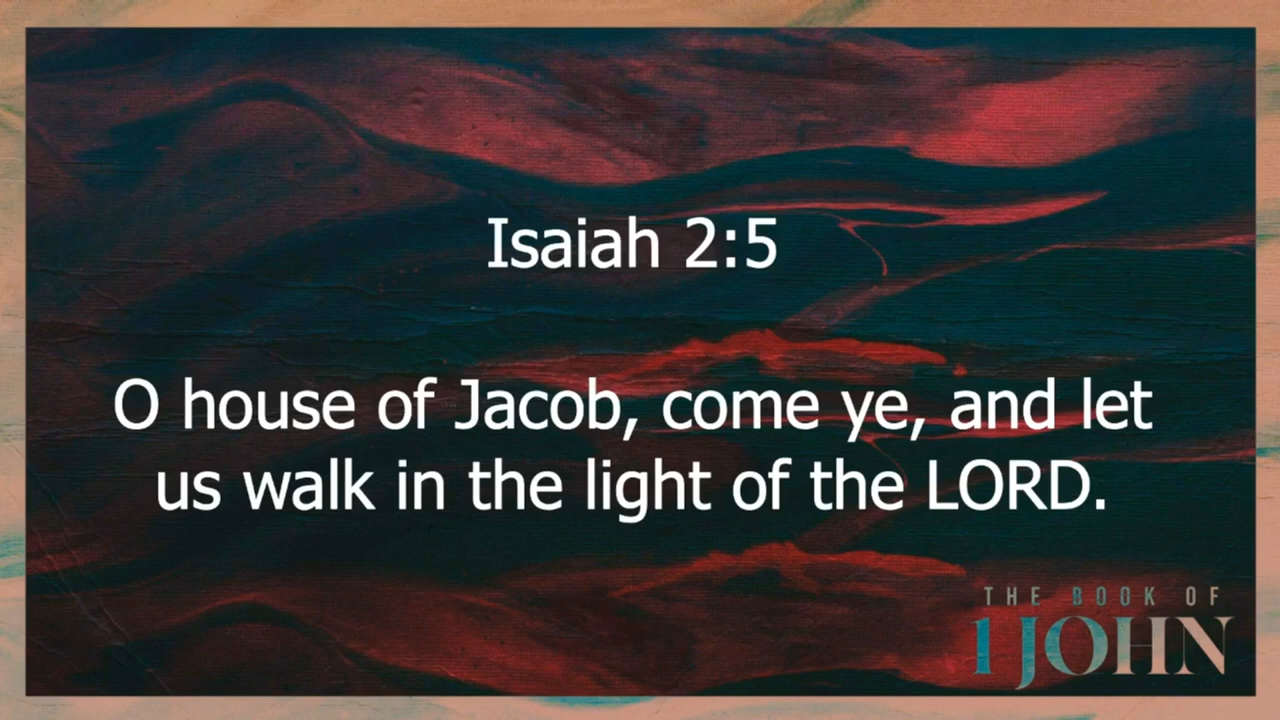 Isaiah 2:5
O house of Jacob, come ye, and let
us walk in the light of the LORD.
THE BOOK OF
1 JOHN